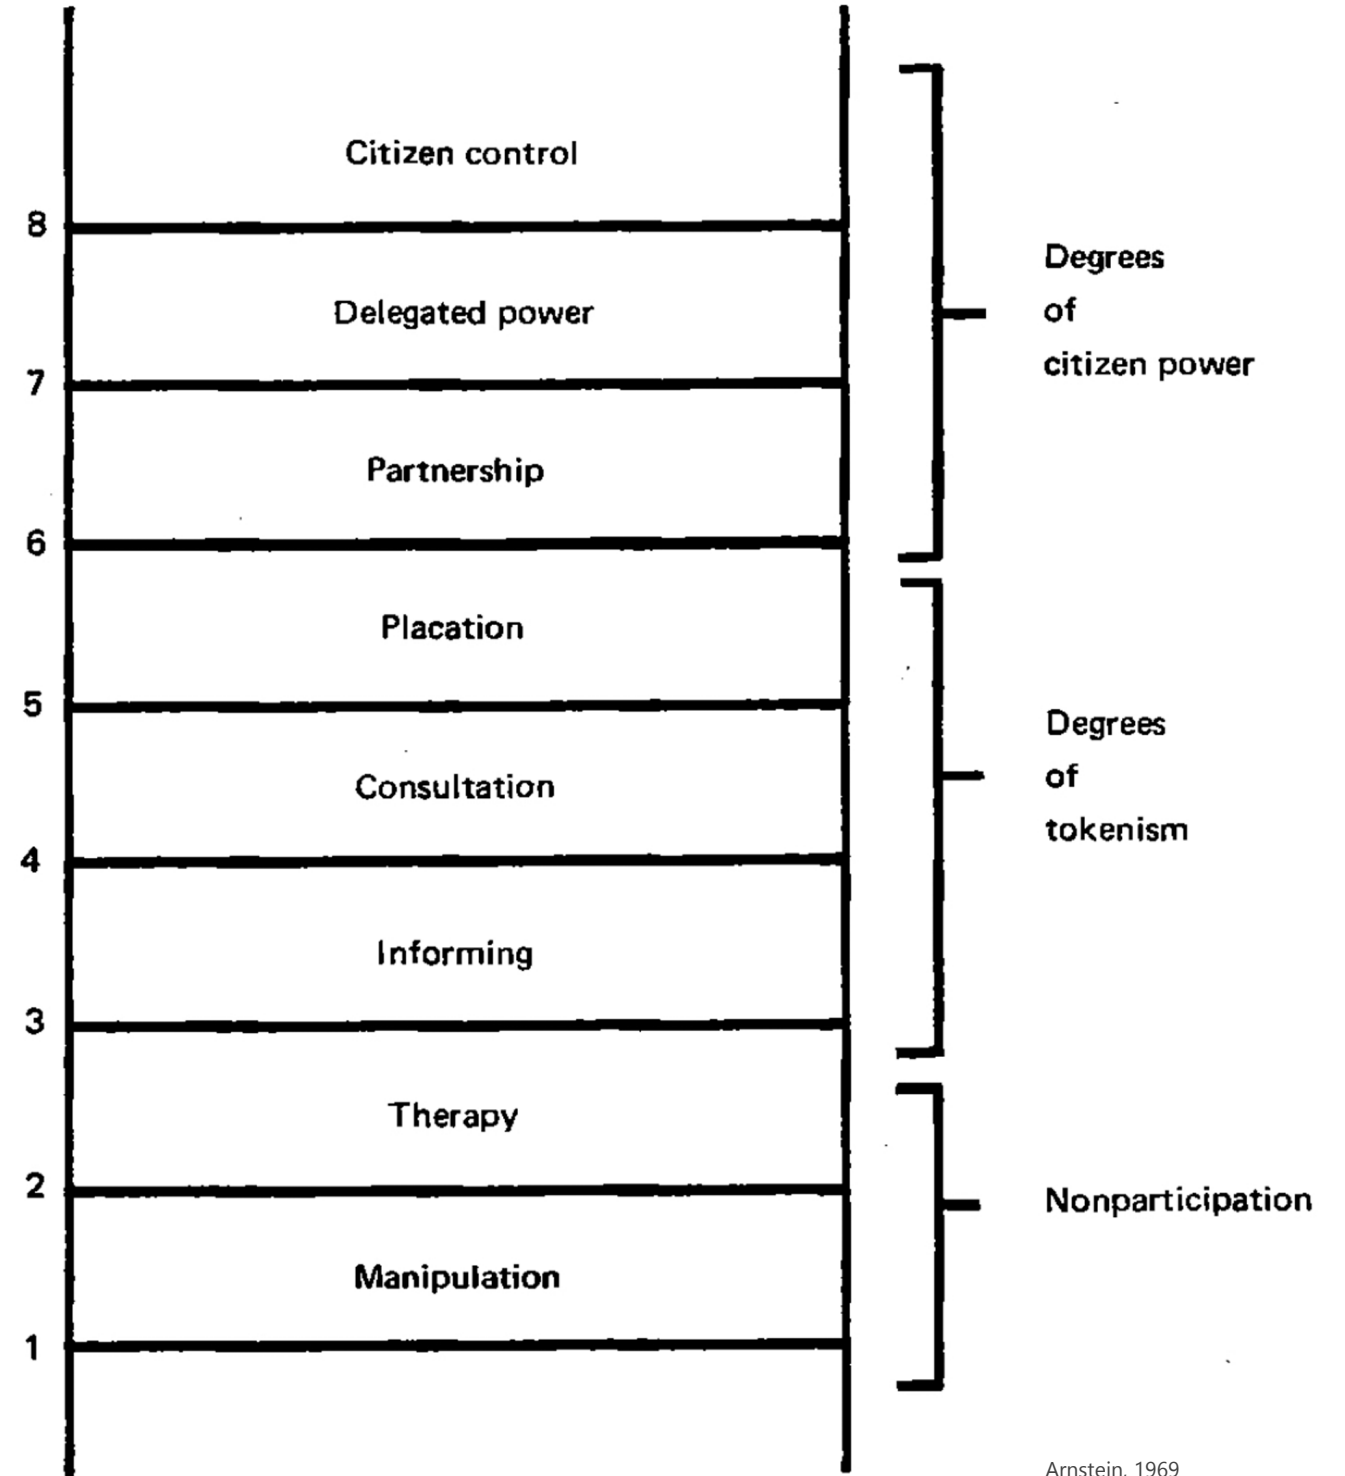 Citizen control
8
Delegated power
7
Partnership
6
Placation
5
Consultation
4
Informing
3
Therapy
2
Manipulation
1
Degrees
of
citizen power
Degrees
of
tokenism
Nonparticipation
Arnstein, 1969